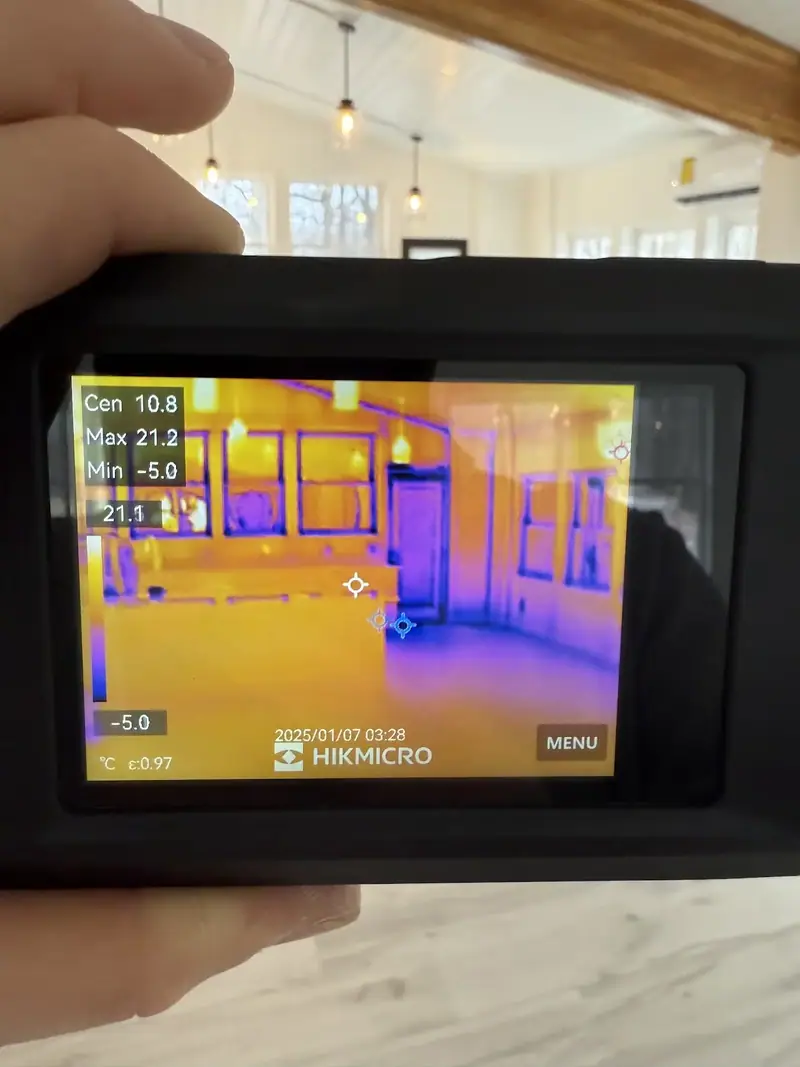 Cen 10.8
Max 21.2
Min -5.0
21.1
-5.0
2025/01/07 03:28
HIKMICRO
MENU
°C ε:0.97